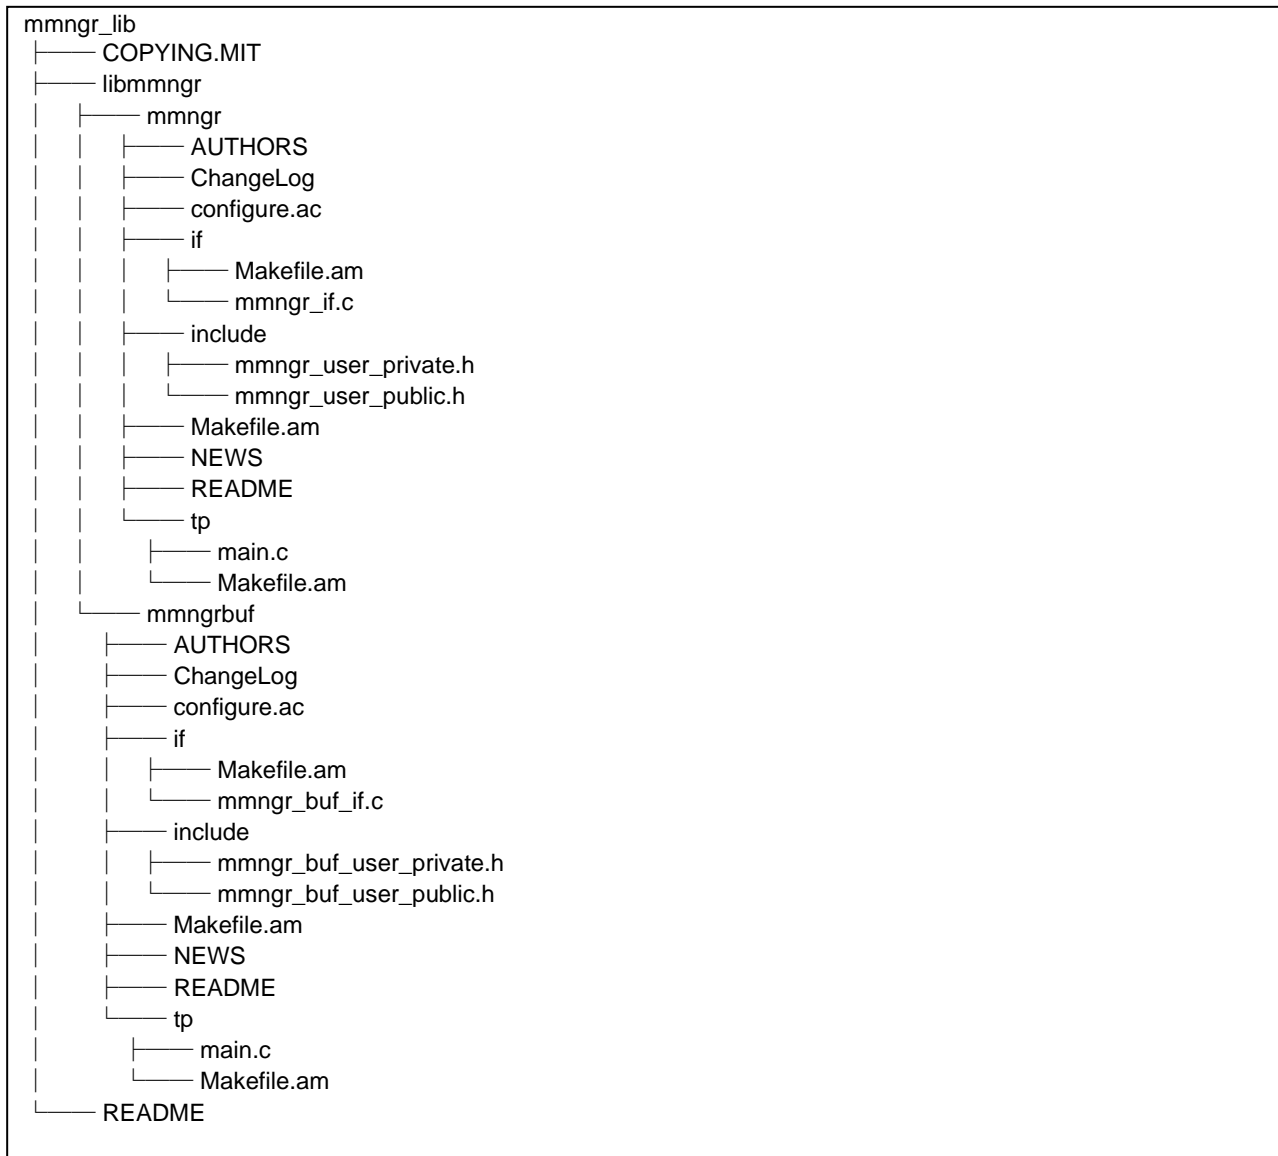 mmngr_lib
COPYING.MIT
libmmngr
mmngr
AUTHORS
ChangeLog
configure.ac
if
Makefile.am
mmngr_if.c
include
mmngr_user_private.h
mmngr_user_public.h
Makefile.am
NEWS
README
tp
main.c
Makefile.am
mmngrbuf
AUTHORS
ChangeLog
configure.ac
if
Makefile.am
mmngr_buf_if.c
include
mmngr_buf_user_private.h
mmngr_buf_user_public.h
Makefile.am
NEWS
README
tp
main.c
Makefile.am
README